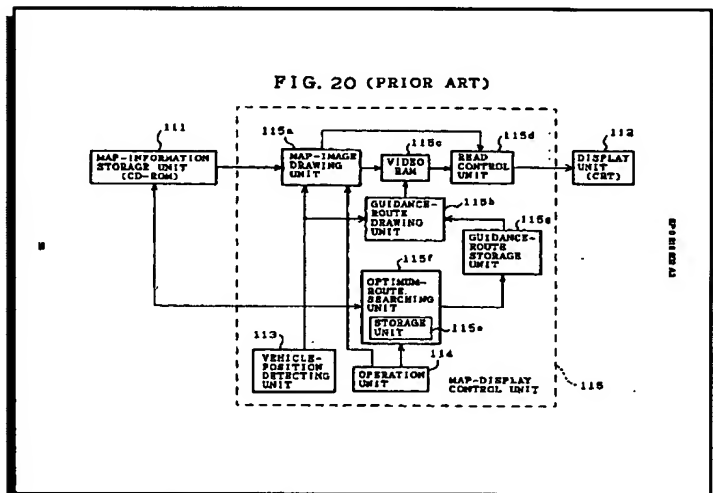 FIG. 20 (PRIOR ART)
111
MAP-INFORMATION
STORAGE UNIT
(CD-ROM)
115a
MAP-IMAGE
DRAWING
UNIT
115c
VIDEO
RAM
115d
READ
CONTROL
UNIT
112
DISPLAY
UNIT
(CRT)
115b
GUIDANCE-
ROUTE
DRAWING
UNIT
115g
GUIDANCE-
ROUTE
STORAGE
UNIT
115f
OPTIMUM-
ROUTE
SEARCHING
UNIT
STORAGE
UNIT
115e
113
VEHICLE-
POSITION
DETECTING
UNIT
114
OPERATION
UNIT
MAP-DISPLAY
CONTROL UNIT
115